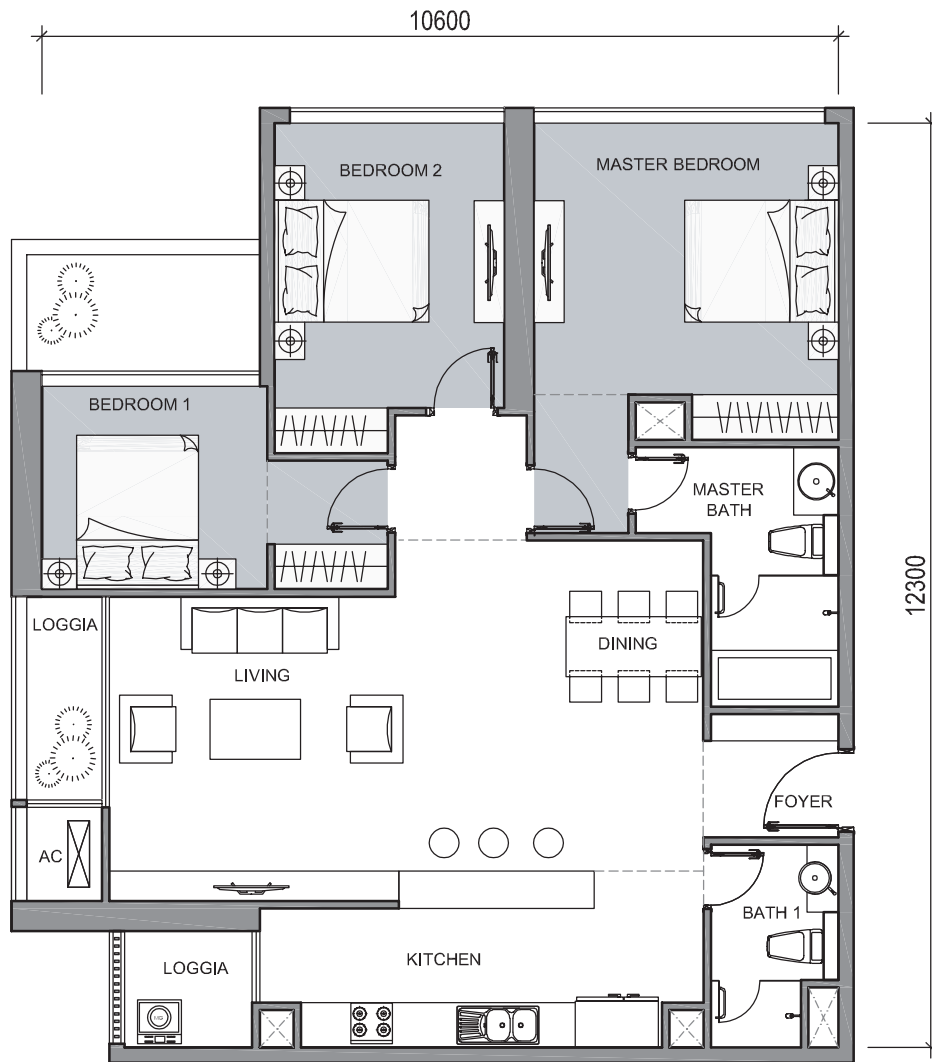 10600
BEDROOM 2
MASTER BEDROOM
BEDROOM 1
MASTER
BATH
12300
LOGGIA
DINING
LIVING
FOYER
AC
BATH 1
KITCHEN
LOGGIA